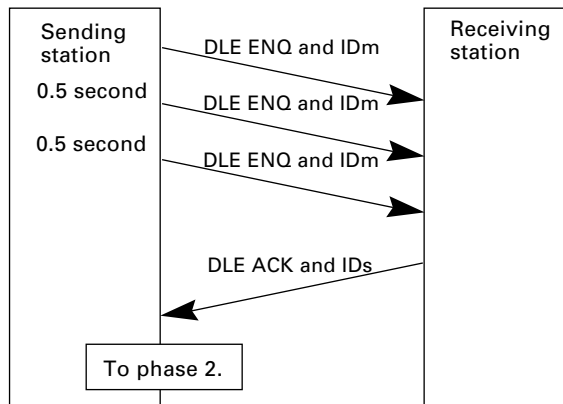 Sending
station
Receiving
station
DLE ENQ and IDm
0.5 second
DLE ENQ and IDm
0.5 second
DLE ENQ and IDm
DLE ACK and IDs
To phase 2.